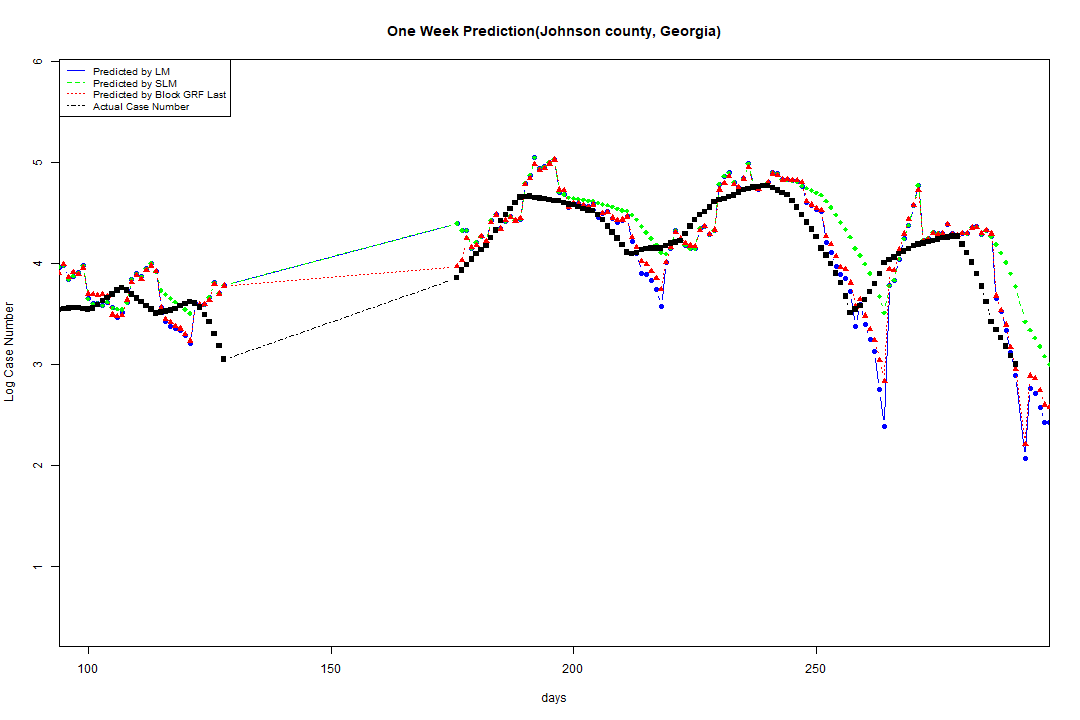 One Week Prediction(Johnson county, Georgia)
Predicted by LM
Predicted by SLM
Predicted by Block GRF Last
Actual Case Number
Log Case Number
6
5
4
3
2
1
100
150
200
250
days